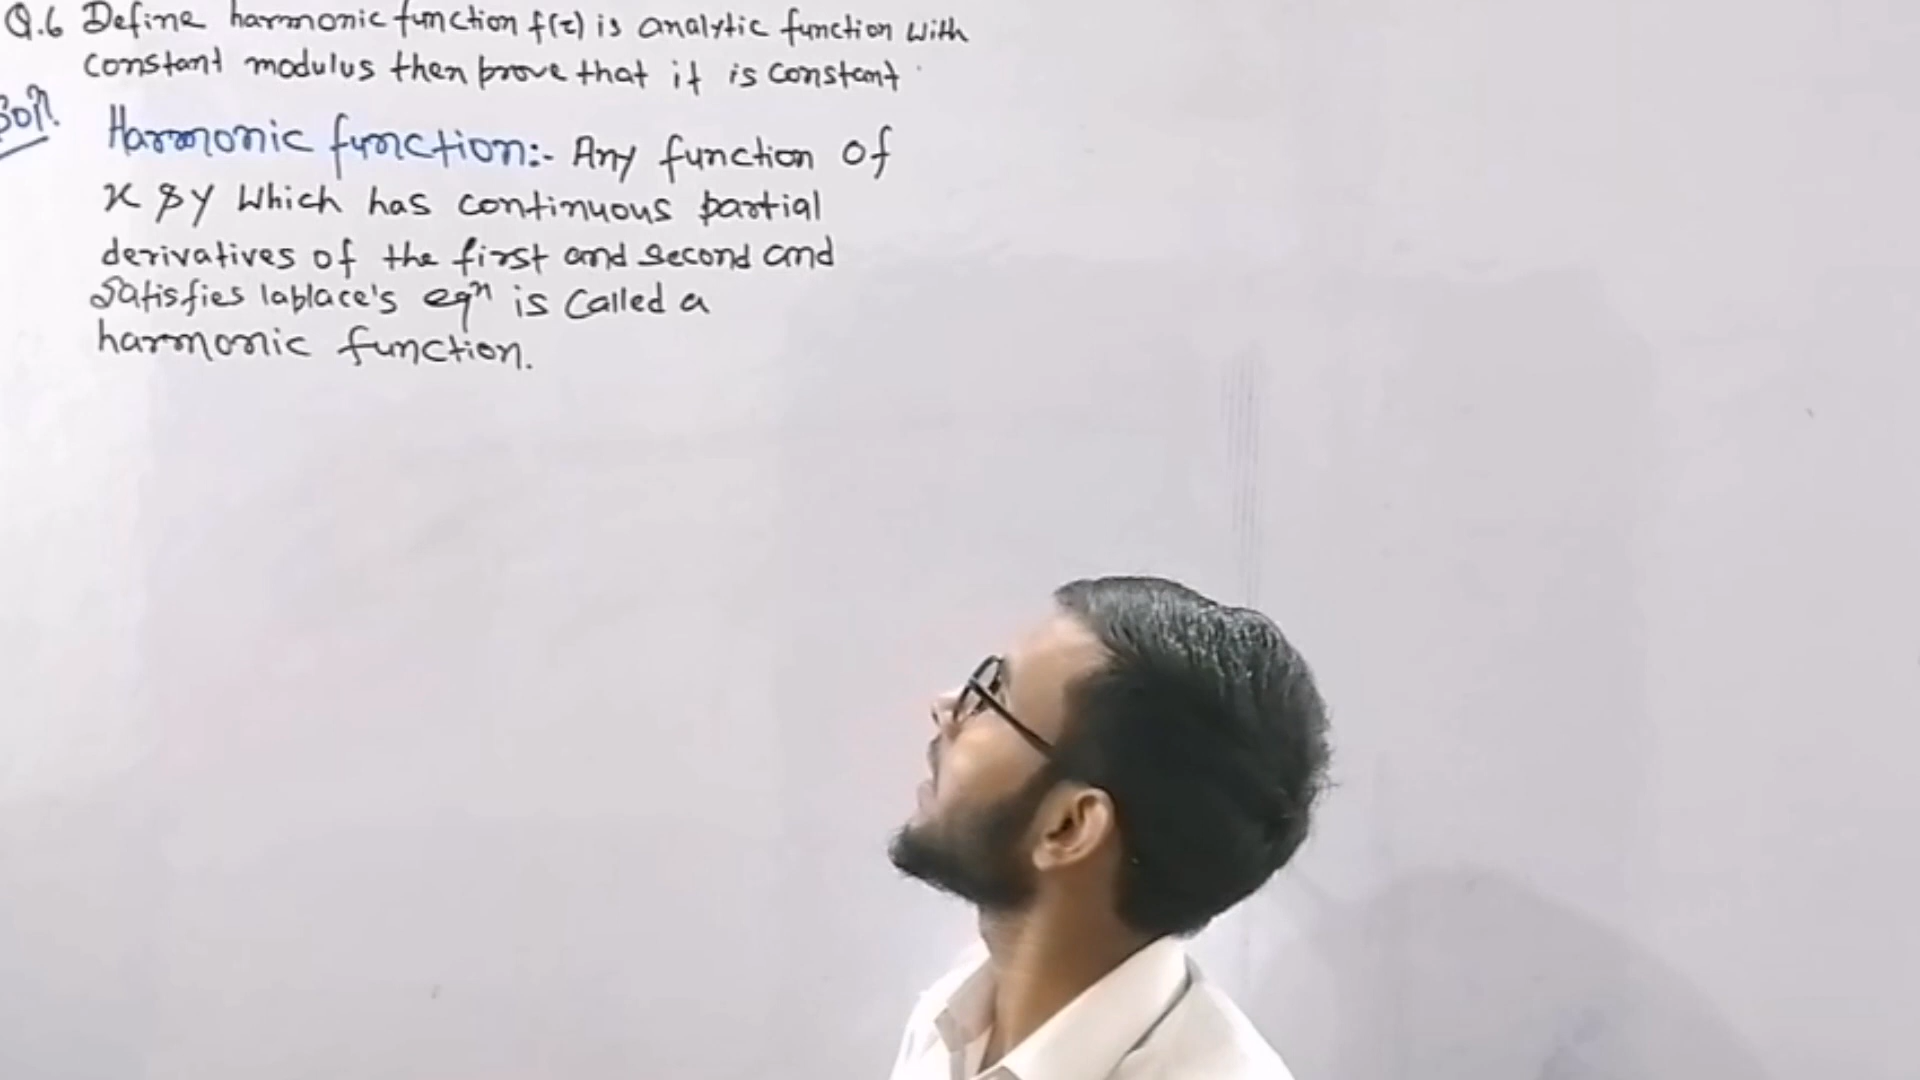 Q.6 Define harmonic function f(z) is analytic function with
constant modulus then prove that it is constant
Soln.
Harmonic function:- Any function of
x & y which has continuous partial
derivatives of the first and second and
Satisfies laplace's eqn is called a
harmonic function.